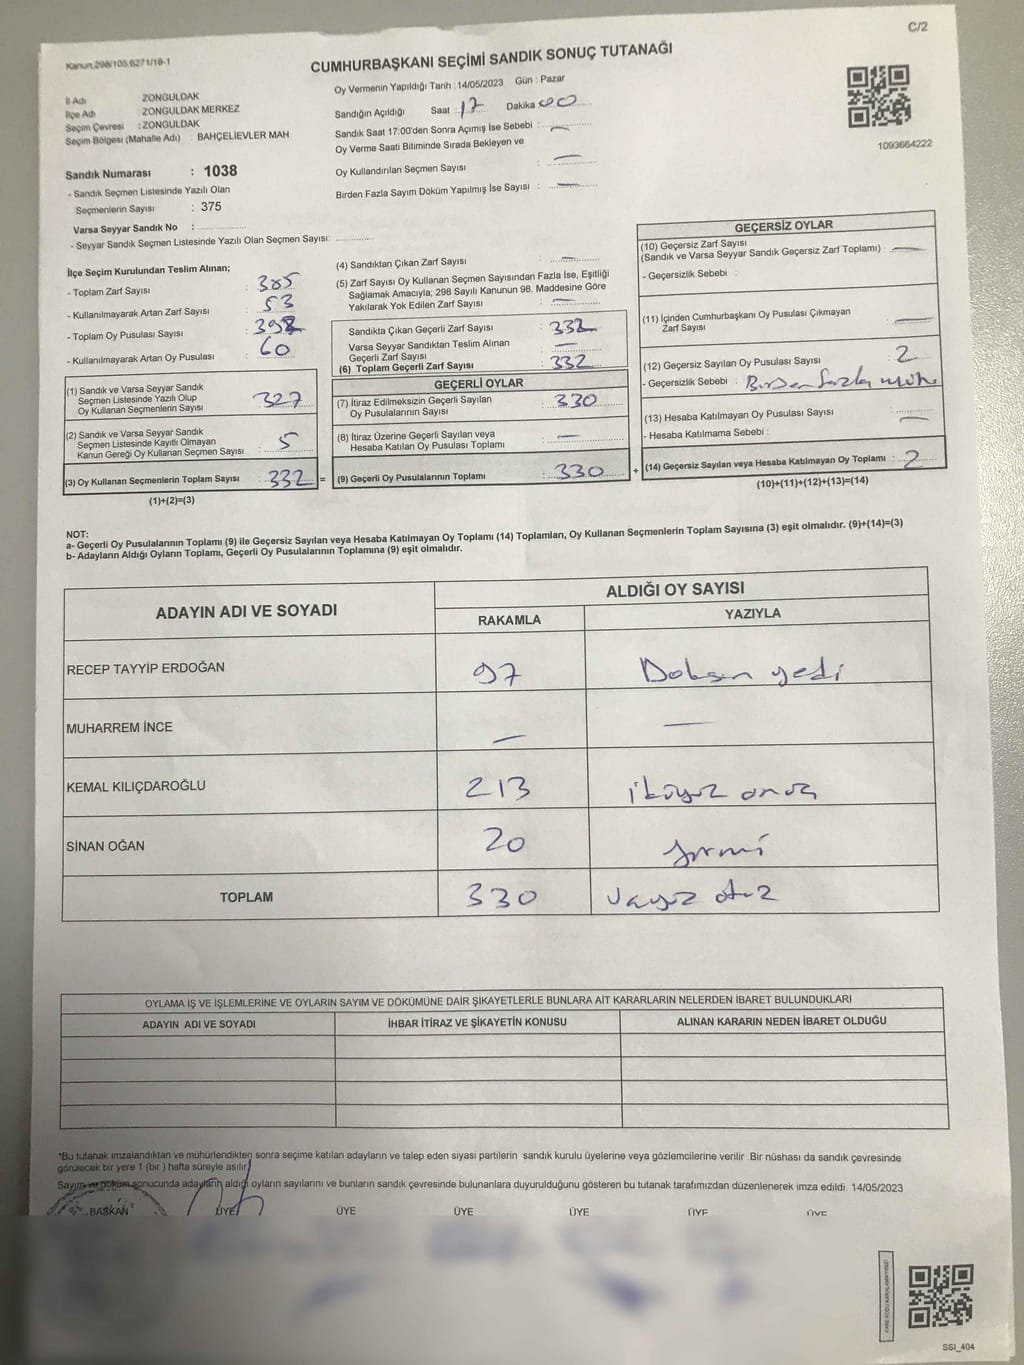 C/2
Kanun:298/105;6271/16-1
CUMHURBAŞKANI SEÇİMİ SANDIK SONUÇ TUTANAĞI
İl Adı ZONGULDAK
İlçe Adı : ZONGULDAK MERKEZ
Seçim Çevresi : ZONGULDAK
Seçim Bölgesi (Mahalle Adı) : BAHÇELİEVLER MAH.
Sandık Numarası : 1038
- Sandık Seçmen Listesinde Yazılı Olan
Seçmenlerin Sayısı : 375
Varsa Seyyar Sandık No :
- Seyyar Sandık Seçmen Listesinde Yazılı Olan Seçmen Sayısı:
Oy Vermenin Yapıldığı Tarih :14/05/2023 Gün : Pazar
Sandığın Açıldığı Saat : 17 Dakika 00
Sandık Saat 17:00'den Sonra Açımış İse Sebebi : —
Oy Verme Saati Bitiminde Sırada Bekleyen ve
Oy Kullandırılan Seçmen Sayısı : —
Birden Fazla Sayım Döküm Yapılmış İse Sayısı : —
1093664222
İlçe Seçim Kurulundan Teslim Alınan;
- Toplam Zarf Sayısı : 385
- Kullanılmayarak Artan Zarf Sayısı : 53
- Toplam Oy Pusulası Sayısı : 392
- Kullanılmayarak Artan Oy Pusulası : 60
(1) Sandık ve Varsa Seyyar Sandık
Seçmen Listesinde Yazılı Olup
Oy Kullanan Seçmenlerin Sayısı : 327
(2) Sandık ve Varsa Seyyar Sandık
Seçmen Listesinde Kayıtlı Olmayan
Kanun Gereği Oy Kullanan Seçmen Sayısı : 5
(3) Oy Kullanan Seçmenlerin Toplam Sayısı : 332 =
(1)+(2)=(3)
(4) Sandıktan Çıkan Zarf Sayısı : —
(5) Zarf Sayısı Oy Kullanan Seçmen Sayısından Fazla İse, Eşitliği
Sağlamak Amacıyla; 298 Sayılı Kanunun 98. Maddesine Göre
Yakılarak Yok Edilen Zarf Sayısı : —
Sandıkta Çıkan Geçerli Zarf Sayısı : 332
Varsa Seyyar Sandıktan Teslim Alınan
Geçerli Zarf Sayısı : —
(6) Toplam Geçerli Zarf Sayısı : 332
GEÇERLİ OYLAR
(7) İtiraz Edilmeksizin Geçerli Sayılan
Oy Pusulalarının Sayısı : 330
(8) İtiraz Üzerine Geçerli Sayılan veya
Hesaba Katılan Oy Pusulası Toplamı : —
(9) Geçerli Oy Pusulalarının Toplamı : 330 +
GEÇERSİZ OYLAR
(10) Geçersiz Zarf Sayısı
(Sandık ve Varsa Seyyar Sandık Geçersiz Zarf Toplamı) : —
- Geçersizlik Sebebi :
(11) İçinden Cumhurbaşkanı Oy Pusulası Çıkmayan
Zarf Sayısı : —
(12) Geçersiz Sayılan Oy Pusulası Sayısı : 2
- Geçersizlik Sebebi : Birden fazla mühür
(13) Hesaba Katılmayan Oy Pusulası Sayısı : —
- Hesaba Katılmama Sebebi :
(14) Geçersiz Sayılan veya Hesaba Katılmayan Oy Toplamı : 2
(10)+(11)+(12)+(13)=(14)
NOT:
a- Geçerli Oy Pusulalarının Toplamı (9) ile Geçersiz Sayılan veya Hesaba Katılmayan Oy Toplamı (14) Toplamları, Oy Kullanan Seçmenlerin Toplam Sayısına (3) eşit olmalıdır. (9)+(14)=(3)
b- Adayların Aldığı Oyların Toplamı, Geçerli Oy Pusulalarının Toplamına (9) eşit olmalıdır.
ADAYIN ADI VE SOYADI ALDIĞI OY SAYISI
RAKAMLA YAZIYLA
RECEP TAYYİP ERDOĞAN 97 Doksan yedi
MUHARREM İNCE — —
KEMAL KILIÇDAROĞLU 213 ikiyüz onüç
SİNAN OĞAN 20 yirmi
TOPLAM 330 üçyüz otuz
OYLAMA İŞ VE İŞLEMLERİNE VE OYLARIN SAYIM VE DÖKÜMÜNE DAİR ŞİKAYETLERLE BUNLARA AİT KARARLARIN NELERDEN İBARET BULUNDUKLARI
ADAYIN ADI VE SOYADI İHBAR İTİRAZ VE ŞİKAYETİN KONUSU ALINAN KARARIN NEDEN İBARET OLDUĞU
*Bu tutanak imzalandıktan ve mühürlendikten sonra seçime katılan adayların ve talep eden siyasi partilerin sandık kurulu üyelerine veya gözlemcilerine verilir. Bir nüshası da sandık çevresinde
görülecek bir yere 1 (bir ) hafta süreyle asılır.
Sayım ve döküm sonucunda adayların aldığı oyların sayılarını ve bunların sandık çevresinde bulunanlara duyurulduğunu gösteren bu tutanak tarafımızdan düzenlenerek imza edildi. 14/05/2023
BAŞKAN ÜYE ÜYE ÜYE ÜYE ÜYE ÜYE
SSI_404